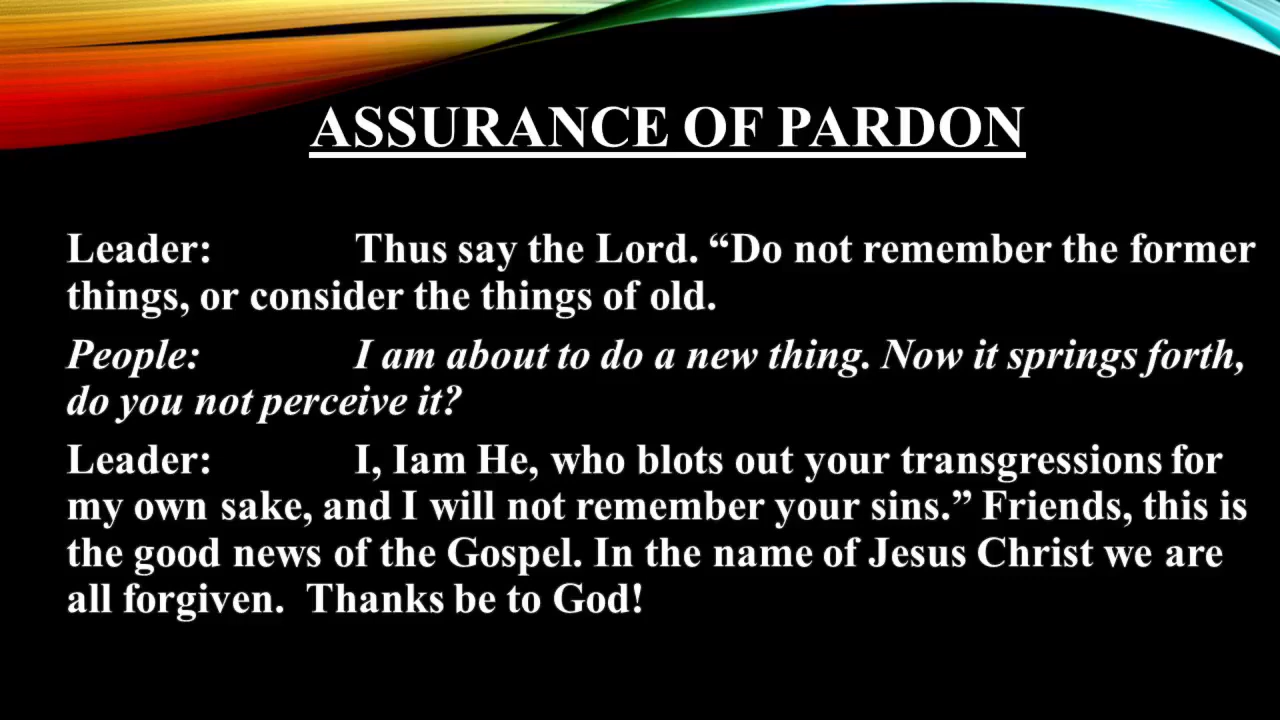 ASSURANCE OF PARDON
Leader: Thus say the Lord. “Do not remember the former
things, or consider the things of old.
People: I am about to do a new thing. Now it springs forth,
do you not perceive it?
Leader: I, Iam He, who blots out your transgressions for
my own sake, and I will not remember your sins.” Friends, this is
the good news of the Gospel. In the name of Jesus Christ we are
all forgiven.  Thanks be to God!